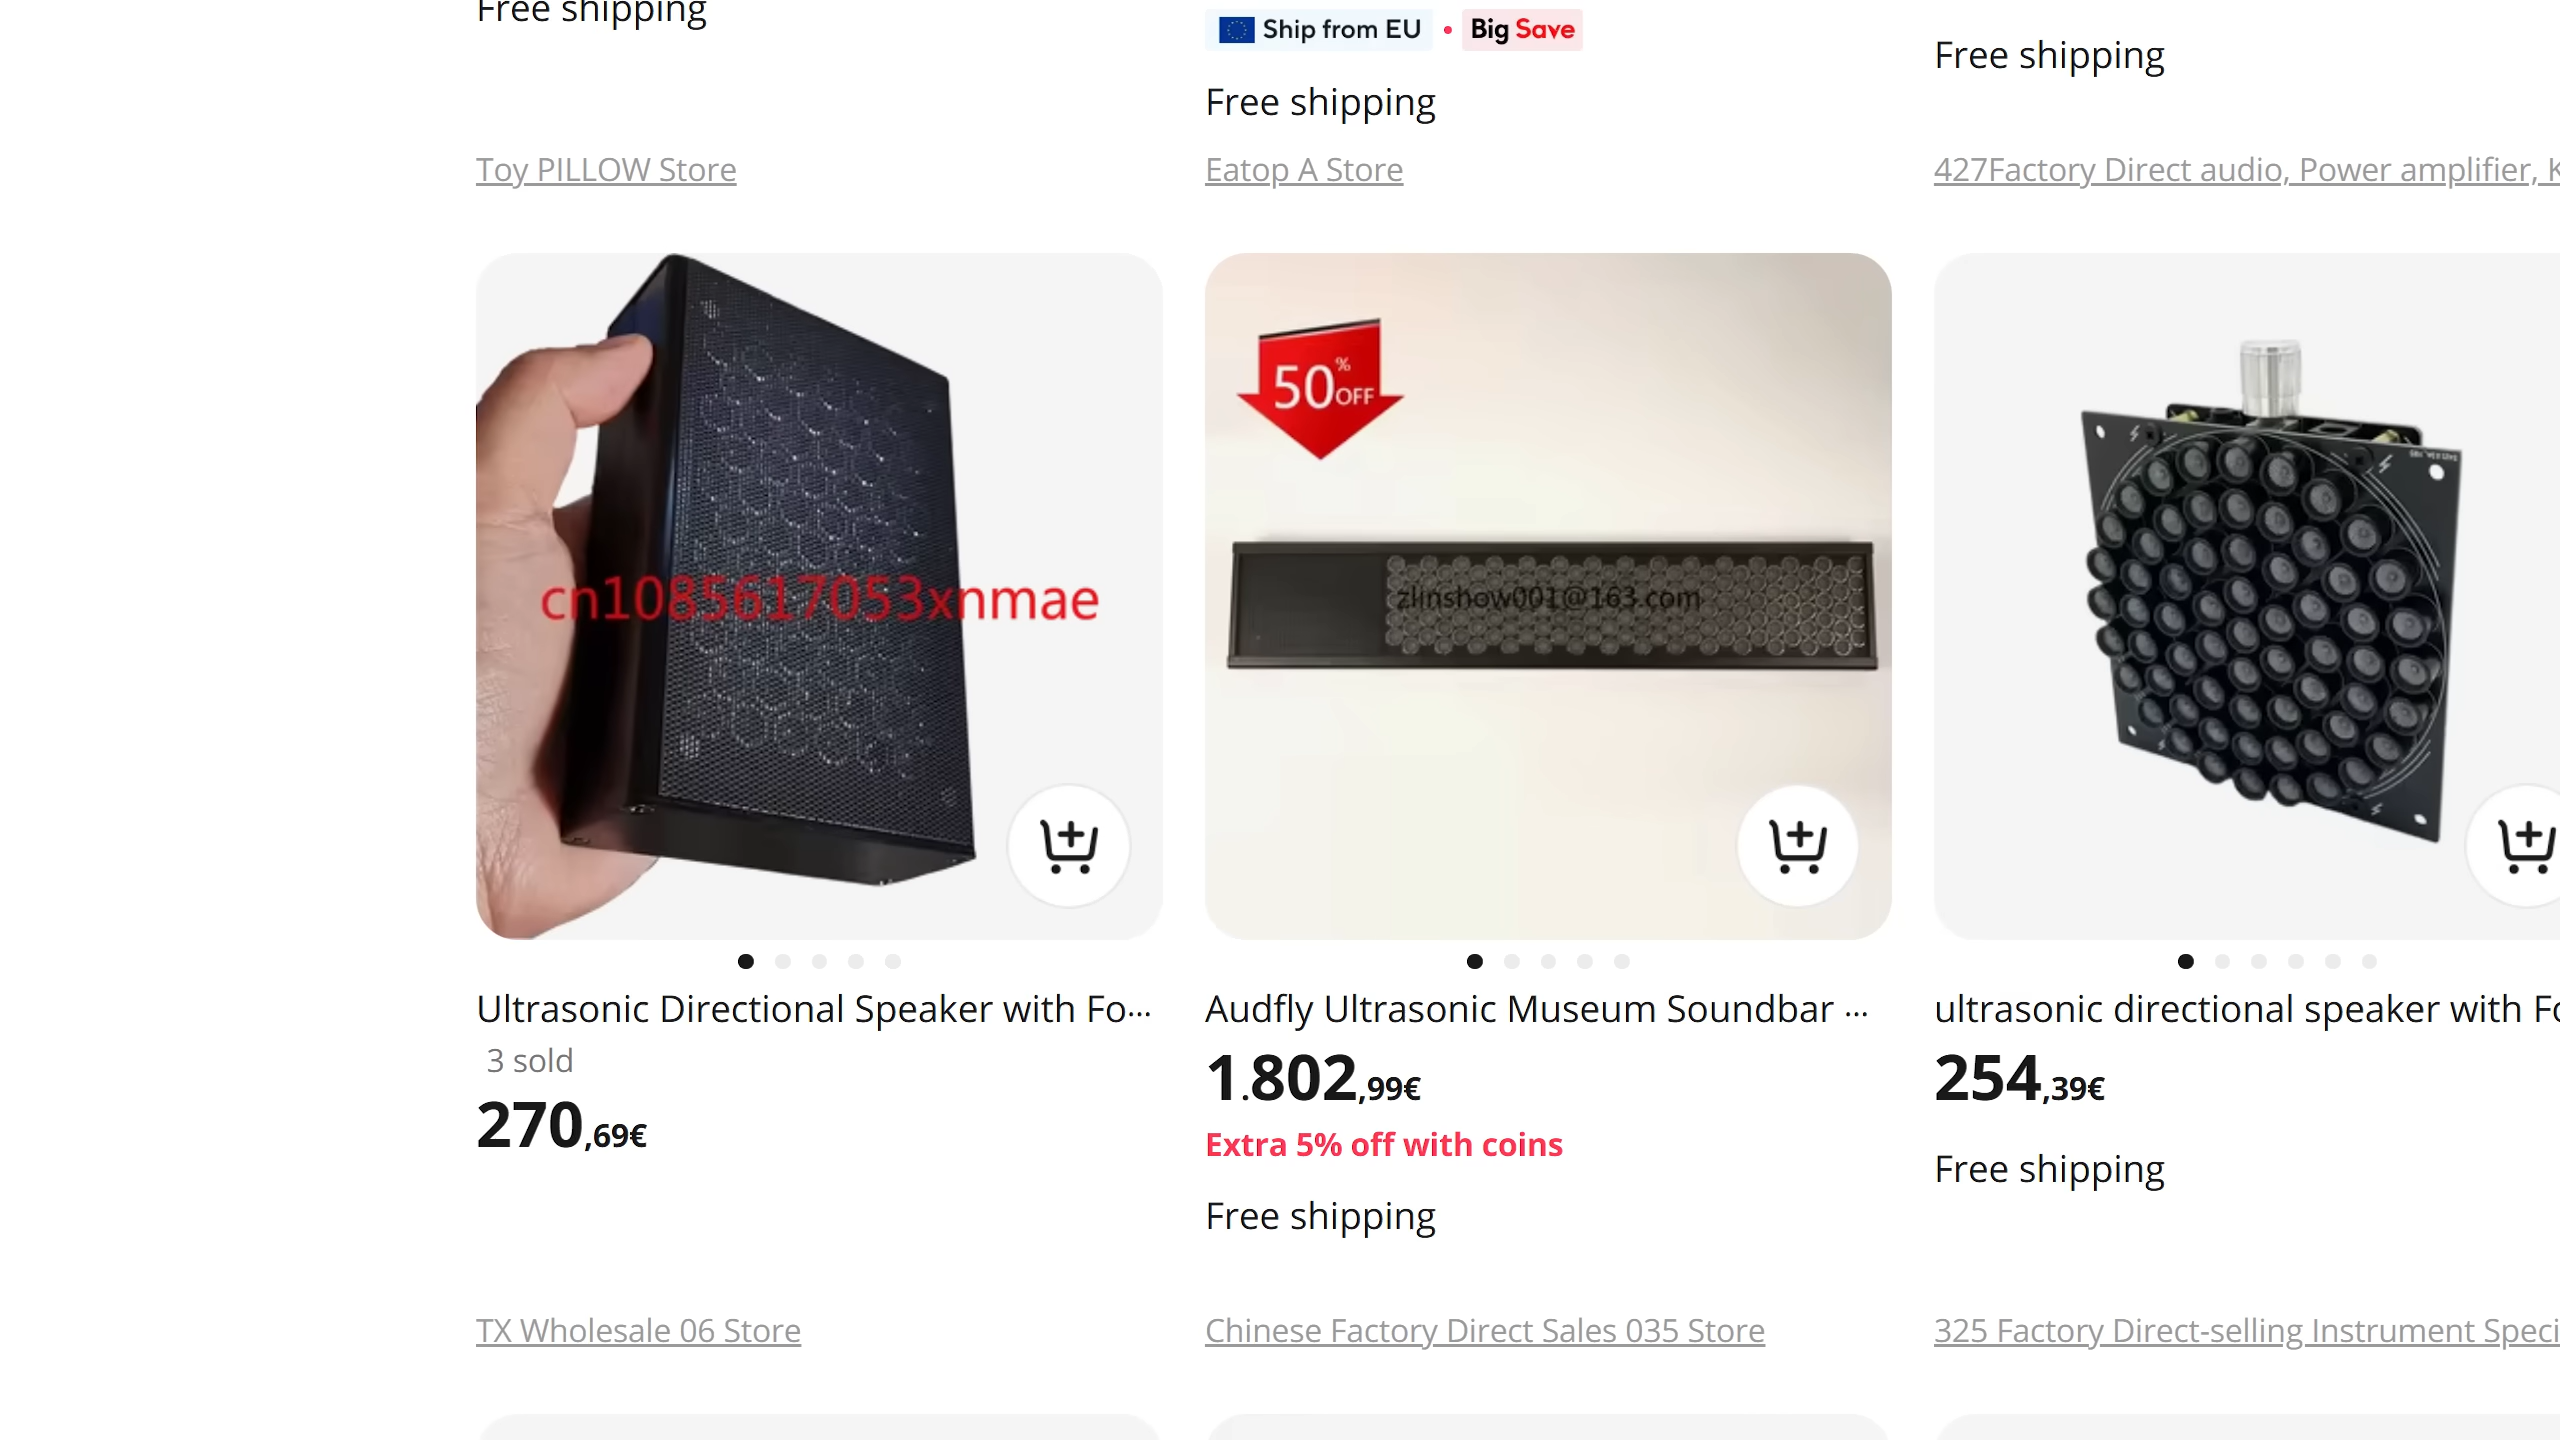 Free shipping
Ship from EU • Big Save
Free shipping
Free shipping
Toy PILLOW Store
Eatop A Store
427Factory Direct audio, Power amplifier, K
cn1085617053xnmae
50% OFF
zlinshow001@163.com
Ultrasonic Directional Speaker with Fo...
3 sold
270,69€
Audfly Ultrasonic Museum Soundbar ...
1.802,99€
Extra 5% off with coins
Free shipping
ultrasonic directional speaker with Fo
254,39€
Free shipping
TX Wholesale 06 Store
Chinese Factory Direct Sales 035 Store
325 Factory Direct-selling Instrument Speci